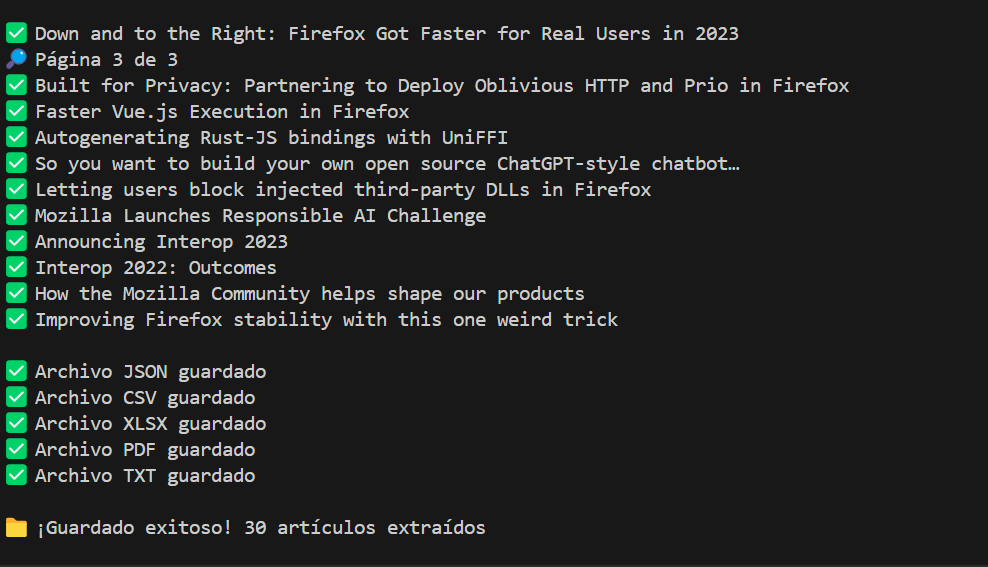 ✅ Down and to the Right: Firefox Got Faster for Real Users in 2023
🔎 Página 3 de 3
✅ Built for Privacy: Partnering to Deploy Oblivious HTTP and Prio in Firefox
✅ Faster Vue.js Execution in Firefox
✅ Autogenerating Rust-JS bindings with UniFFI
✅ So you want to build your own open source ChatGPT-style chatbot…
✅ Letting users block injected third-party DLLs in Firefox
✅ Mozilla Launches Responsible AI Challenge
✅ Announcing Interop 2023
✅ Interop 2022: Outcomes
✅ How the Mozilla Community helps shape our products
✅ Improving Firefox stability with this one weird trick
✅ Archivo JSON guardado
✅ Archivo CSV guardado
✅ Archivo XLSX guardado
✅ Archivo PDF guardado
✅ Archivo TXT guardado
📁 ¡Guardado exitoso! 30 artículos extraídos